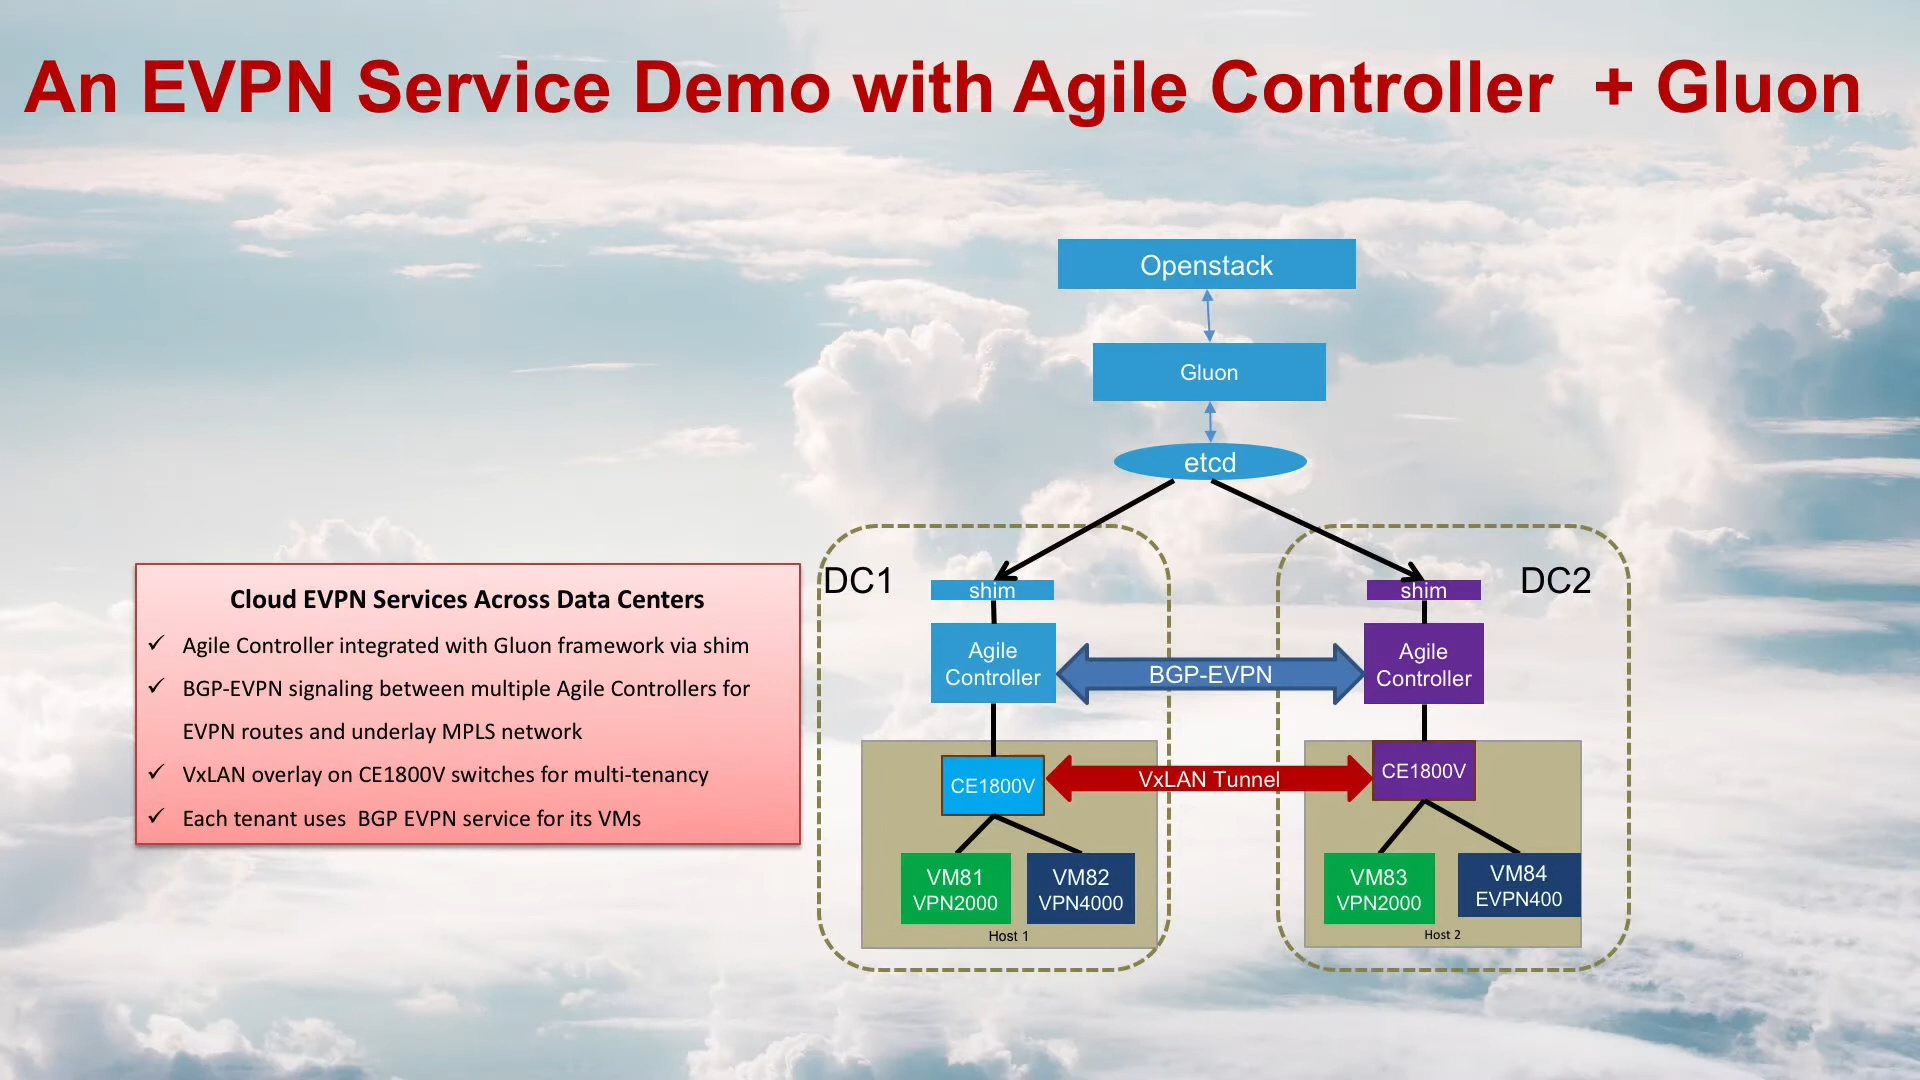 An EVPN Service Demo with Agile Controller + Gluon
Openstack
Gluon
etcd
DC1
shim
shim
DC2
Agile
Controller
BGP-EVPN
Agile
Controller
CE1800V
VxLAN Tunnel
CE1800V
VM81
VPN2000
VM82
VPN4000
Host 1
VM83
VPN2000
VM84
EVPN400
Host 2
Cloud EVPN Services Across Data Centers
✓ Agile Controller integrated with Gluon framework via shim
✓ BGP-EVPN signaling between multiple Agile Controllers for
EVPN routes and underlay MPLS network
✓ VxLAN overlay on CE1800V switches for multi-tenancy
✓ Each tenant uses BGP EVPN service for its VMs